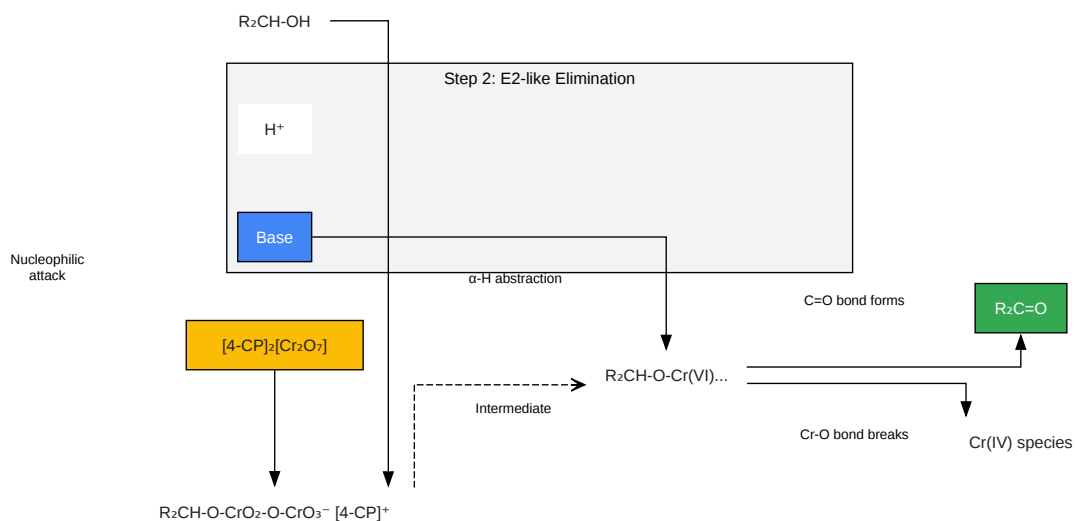 R₂CH-OH
Step 2: E2-like Elimination
H⁺
Base
Nucleophilic
attack
α-H abstraction
C=O bond forms
R₂C=O
[4-CP]₂[Cr₂O₇]
R₂CH-O-Cr(VI)...
Intermediate
Cr-O bond breaks
Cr(IV) species
R₂CH-O-CrO₂-O-CrO₃⁻ [4-CP]⁺